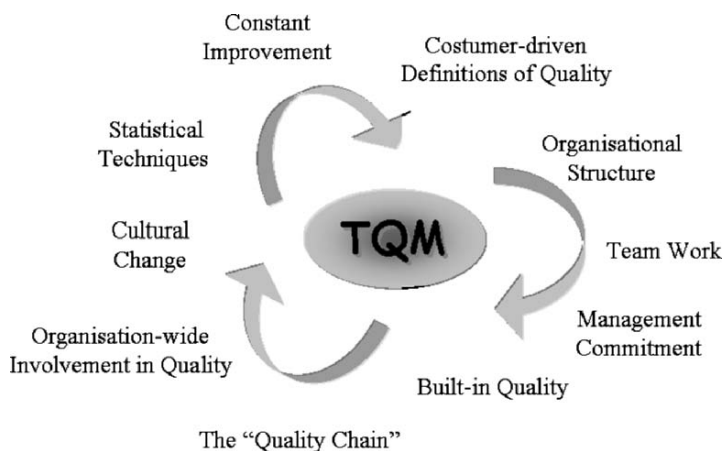 Constant
Improvement
Costumer-driven
Definitions of Quality
Statistical
Techniques
Organisational
Structure
TQM
Cultural
Change
Team Work
Organisation-wide
Involvement in Quality
Management
Commitment
Built-in Quality
The “Quality Chain”